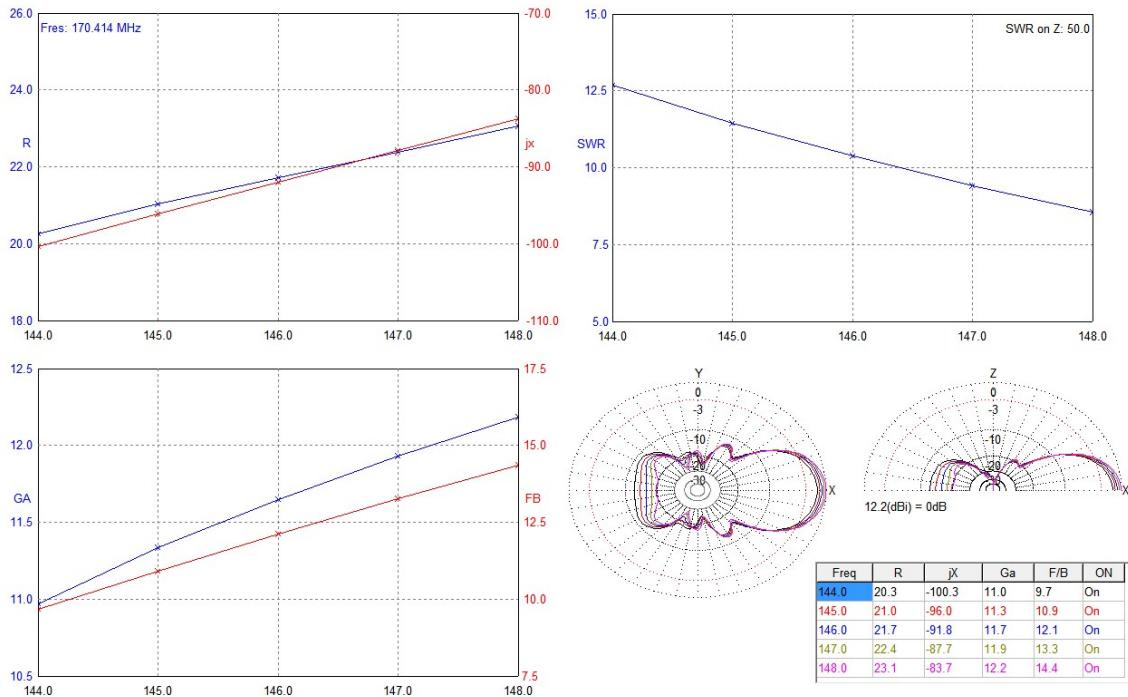 26.0
-70.0
Fres: 170.414 MHz
24.0
-80.0
R
jx
22.0
-90.0
20.0
-100.0
18.0
-110.0
144.0 145.0 146.0 147.0 148.0
15.0
SWR on Z: 50.0
12.5
SWR
10.0
7.5
5.0
144.0 145.0 146.0 147.0 148.0
12.5
17.5
12.0
15.0
GA
FB
11.5
12.5
11.0
10.0
10.5
7.5
144.0 145.0 146.0 147.0 148.0
Y
0
-3
-10
-20
-30
X
Z
0
-3
-10
-20
-30
X
12.2(dBi) = 0dB
Freq R jX Ga F/B ON
144.0 20.3 -100.3 11.0 9.7 On
145.0 21.0 -96.0 11.3 10.9 On
146.0 21.7 -91.8 11.7 12.1 On
147.0 22.4 -87.7 11.9 13.3 On
148.0 23.1 -83.7 12.2 14.4 On